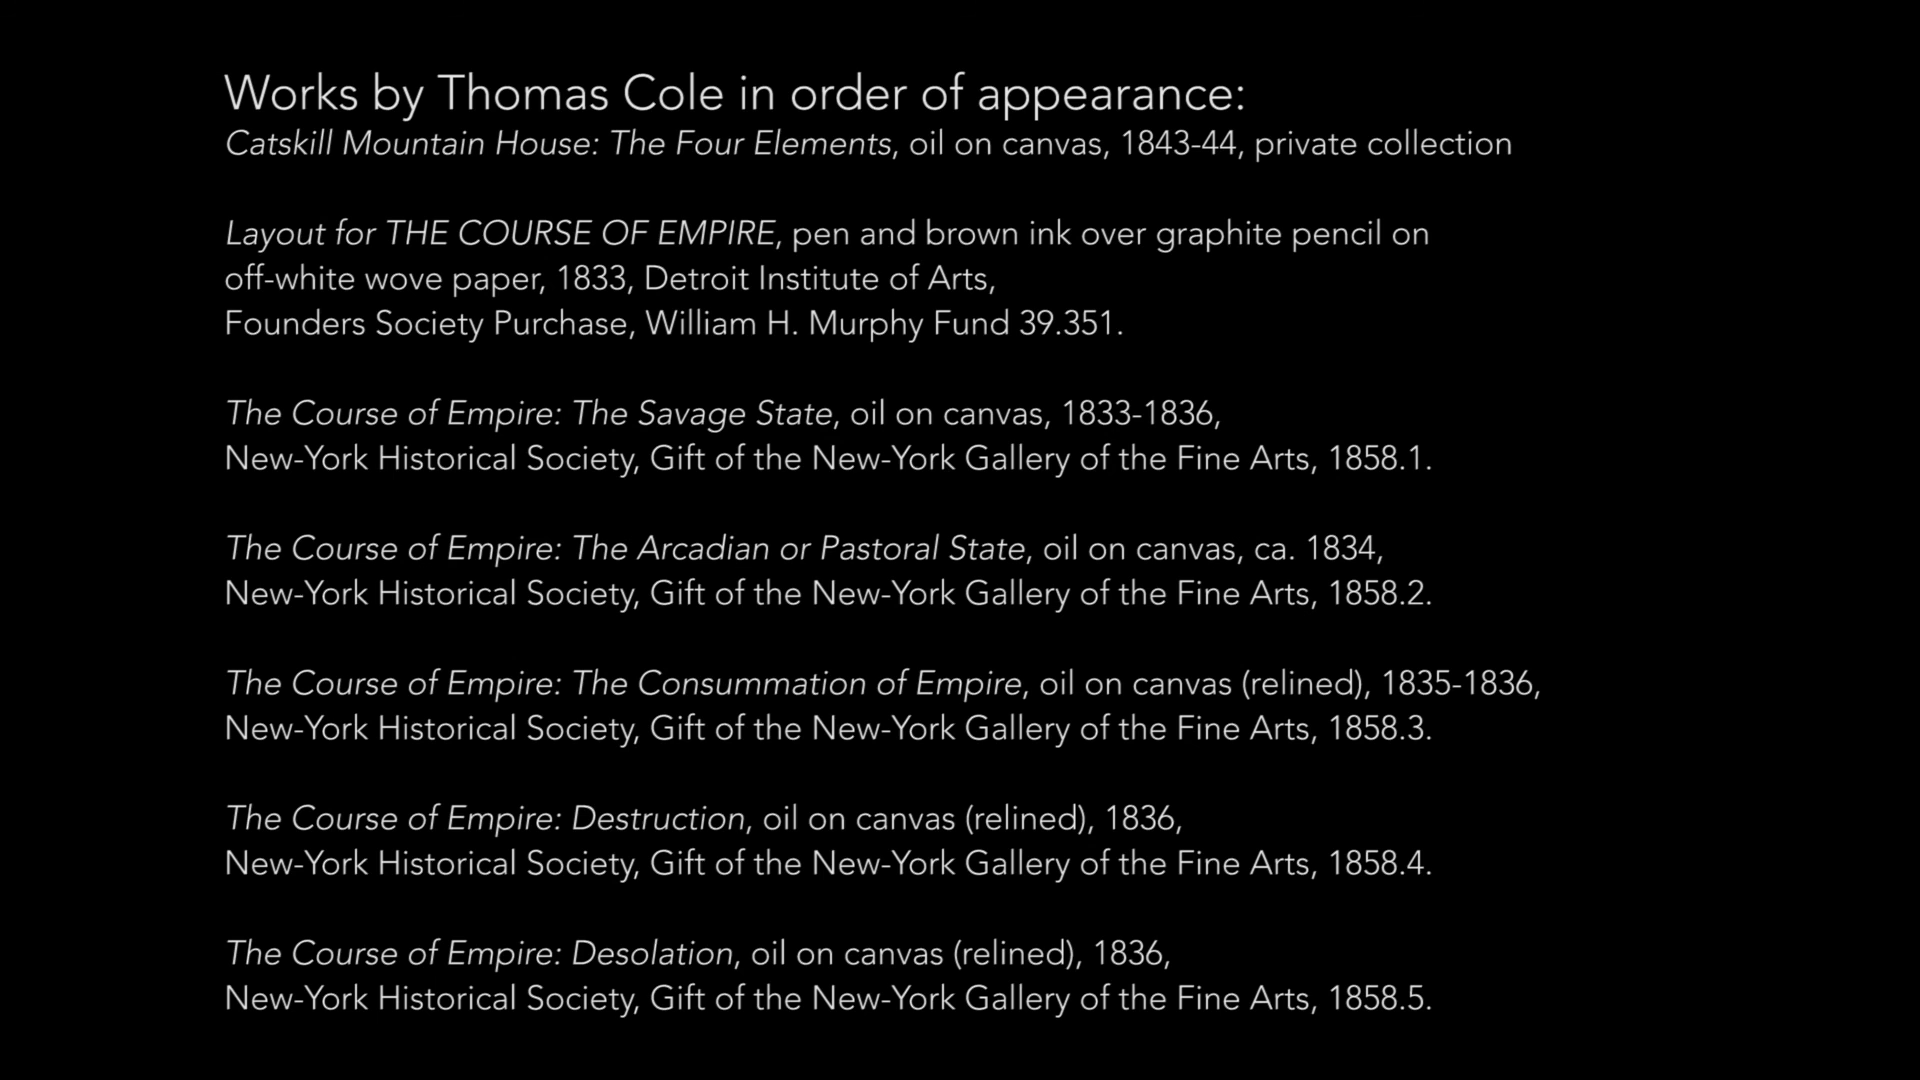 Works by Thomas Cole in order of appearance:
Catskill Mountain House: The Four Elements, oil on canvas, 1843-44, private collection
Layout for THE COURSE OF EMPIRE, pen and brown ink over graphite pencil on
off-white wove paper, 1833, Detroit Institute of Arts,
Founders Society Purchase, William H. Murphy Fund 39.351.
The Course of Empire: The Savage State, oil on canvas, 1833-1836,
New-York Historical Society, Gift of the New-York Gallery of the Fine Arts, 1858.1.
The Course of Empire: The Arcadian or Pastoral State, oil on canvas, ca. 1834,
New-York Historical Society, Gift of the New-York Gallery of the Fine Arts, 1858.2.
The Course of Empire: The Consummation of Empire, oil on canvas (relined), 1835-1836,
New-York Historical Society, Gift of the New-York Gallery of the Fine Arts, 1858.3.
The Course of Empire: Destruction, oil on canvas (relined), 1836,
New-York Historical Society, Gift of the New-York Gallery of the Fine Arts, 1858.4.
The Course of Empire: Desolation, oil on canvas (relined), 1836,
New-York Historical Society, Gift of the New-York Gallery of the Fine Arts, 1858.5.